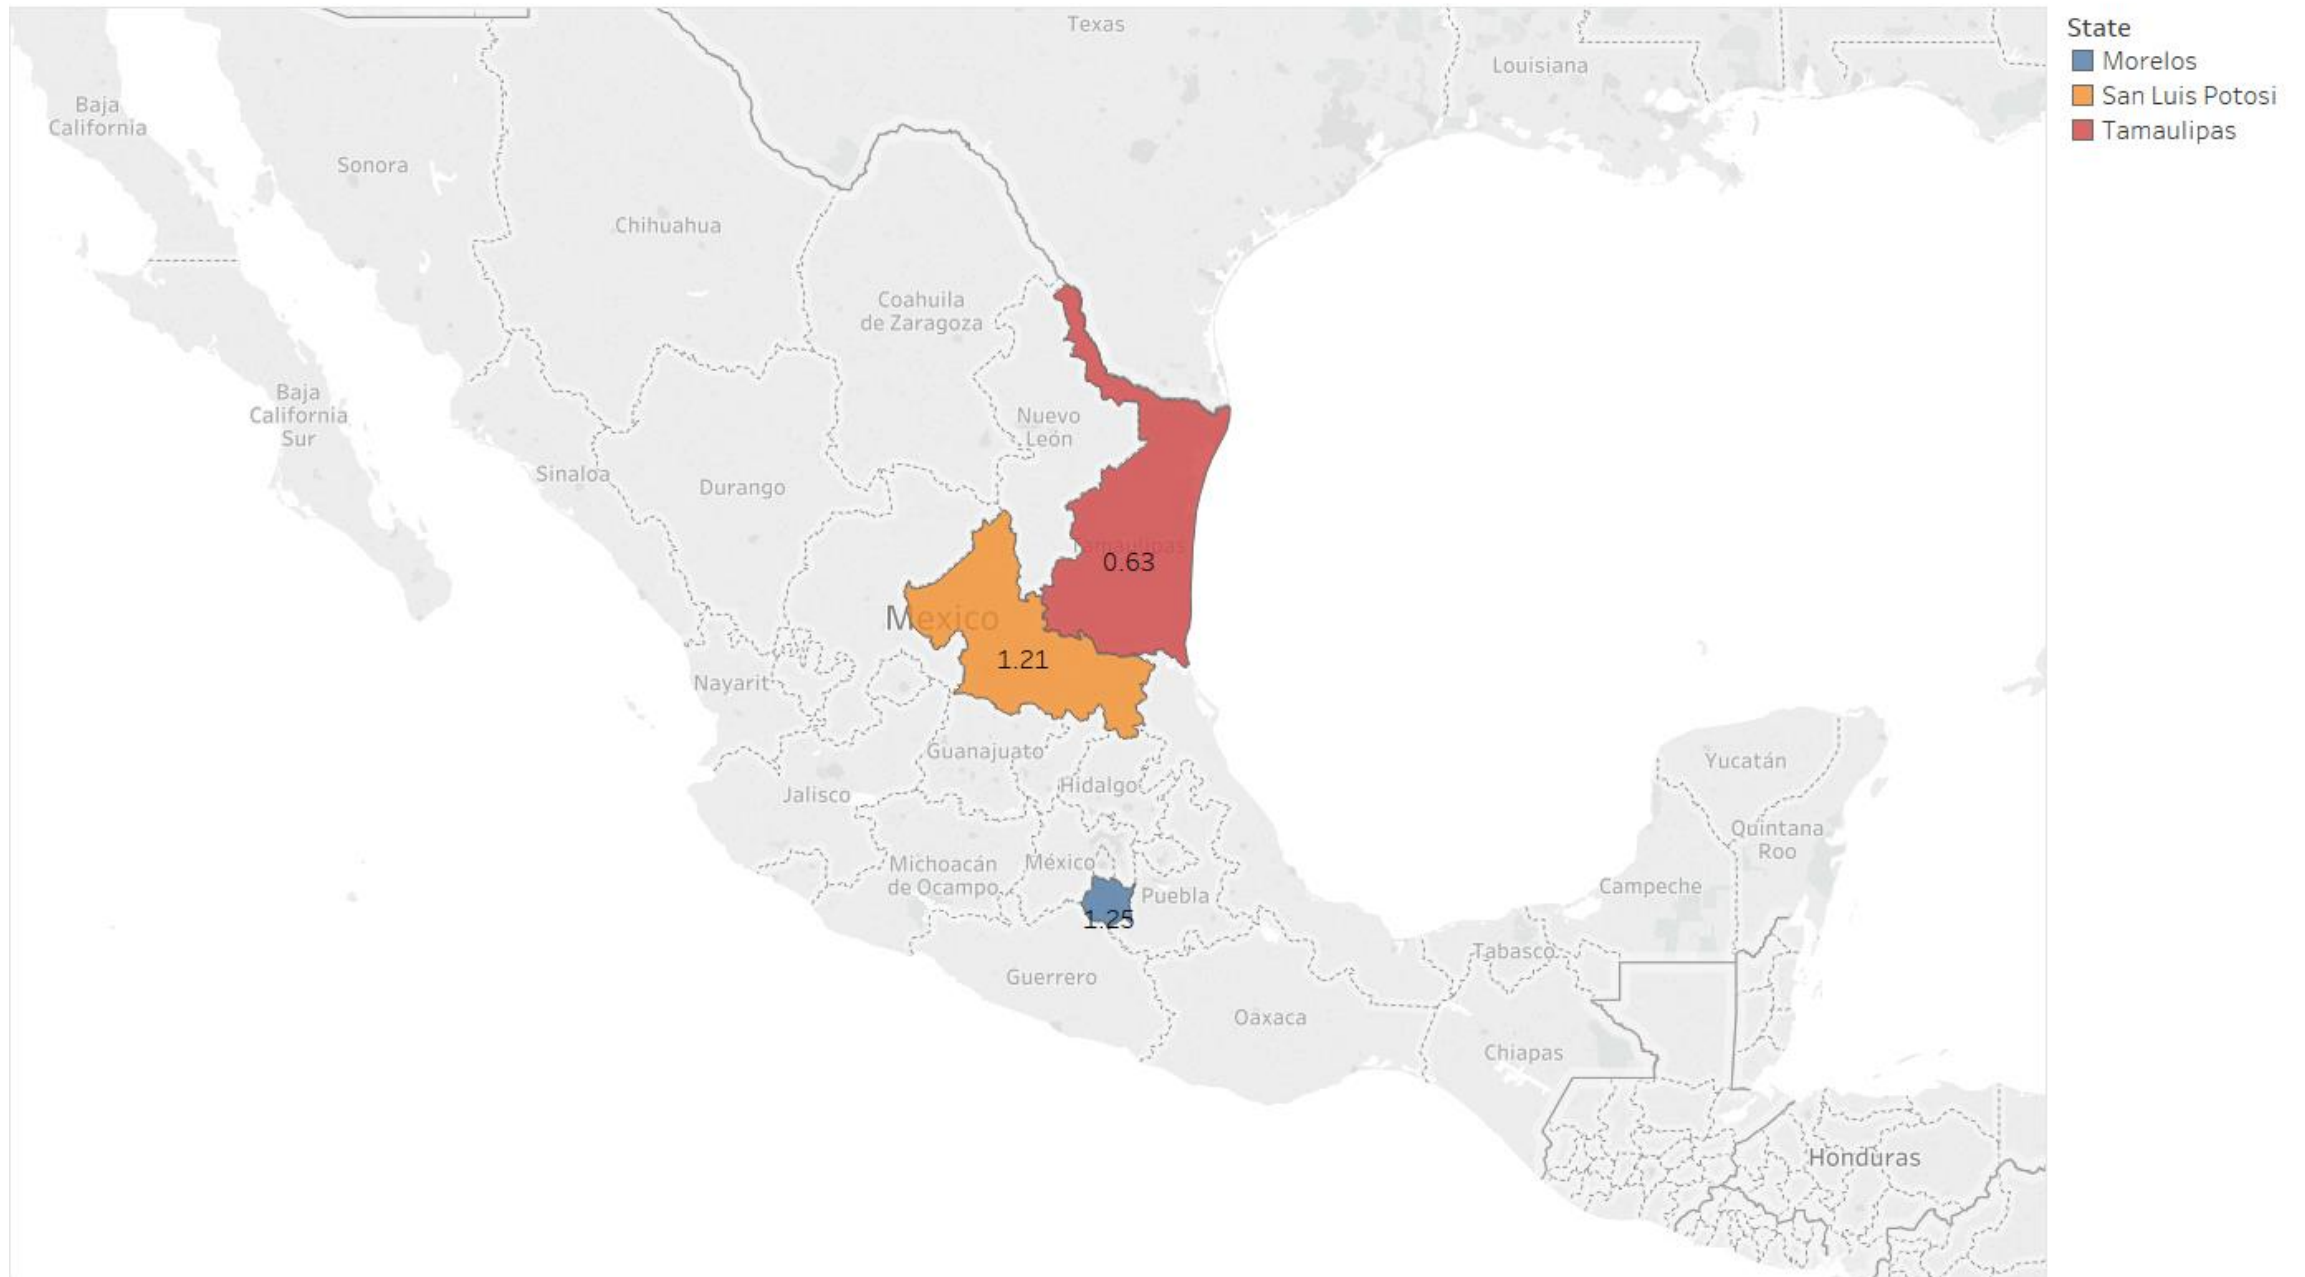 Texas
Louisiana
State
Morelos
San Luis Potosi
Tamaulipas
Baja
California
Sonora
Chihuahua
Coahuila
de Zaragoza
Baja
California
Sur
Nuevo
León
Sinaloa
Durango
Tamaulipas
0.63
Mexico
1.21
Nayarit
Guanajuato
Hidalgo
Jalisco
Michoacán
de Ocampo
México
Puebla
1.25
Guerrero
Oaxaca
Yucatán
Quintana
Roo
Campeche
Tabasco
Chiapas
Honduras